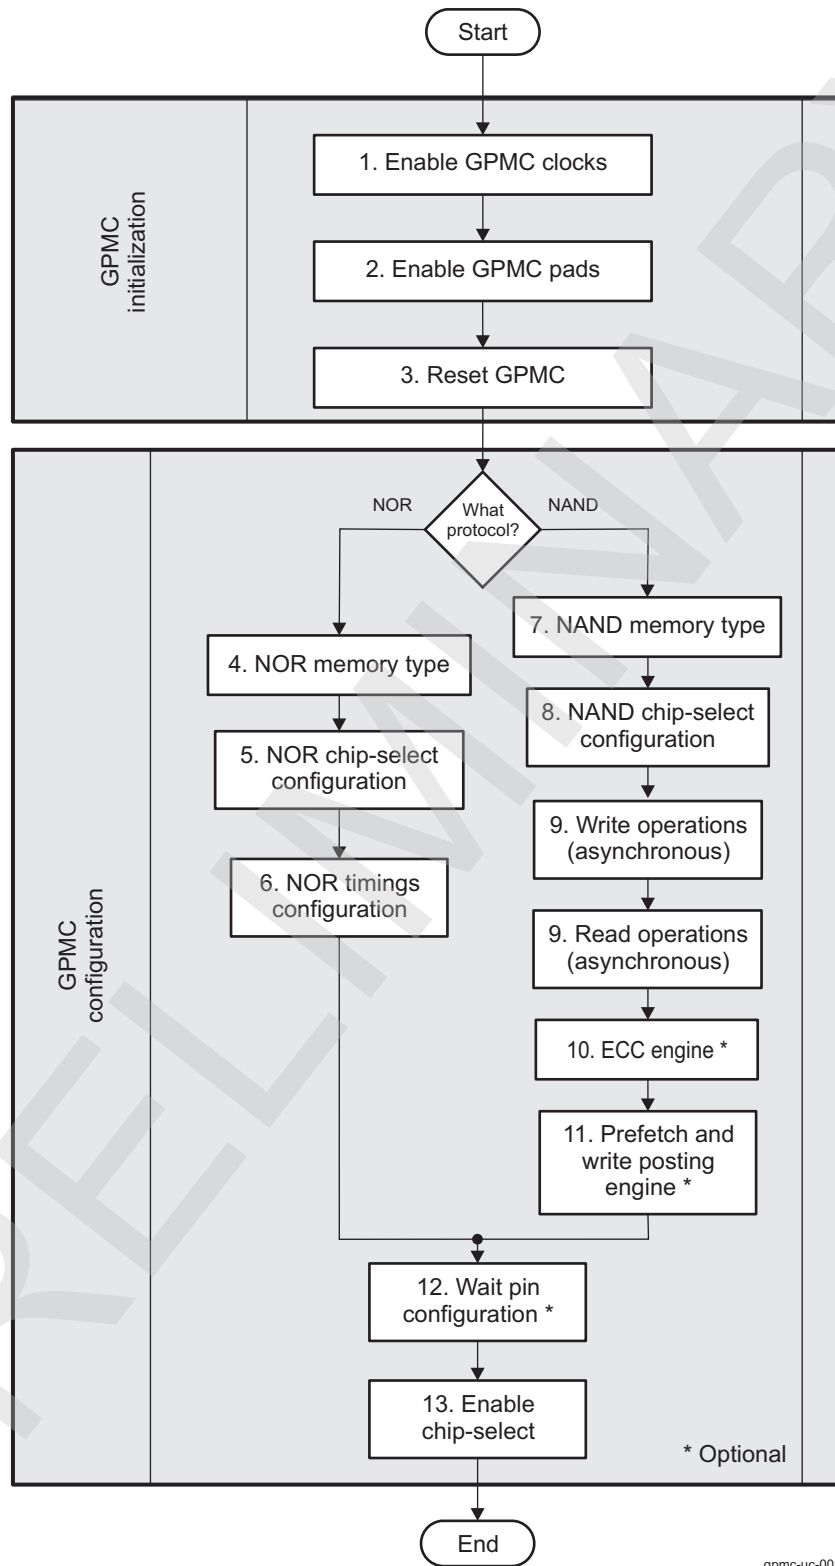 Start
GPMC
initialization
1. Enable GPMC clocks
2. Enable GPMC pads
3. Reset GPMC
GPMC
configuration
What
protocol?
NOR
NAND
4. NOR memory type
5. NOR chip-select
configuration
6. NOR timings
configuration
7. NAND memory type
8. NAND chip-select
configuration
9. Write operations
(asynchronous)
9. Read operations
(asynchronous)
10. ECC engine *
11. Prefetch and
write posting
engine *
12. Wait pin
configuration *
13. Enable
chip-select
* Optional
End